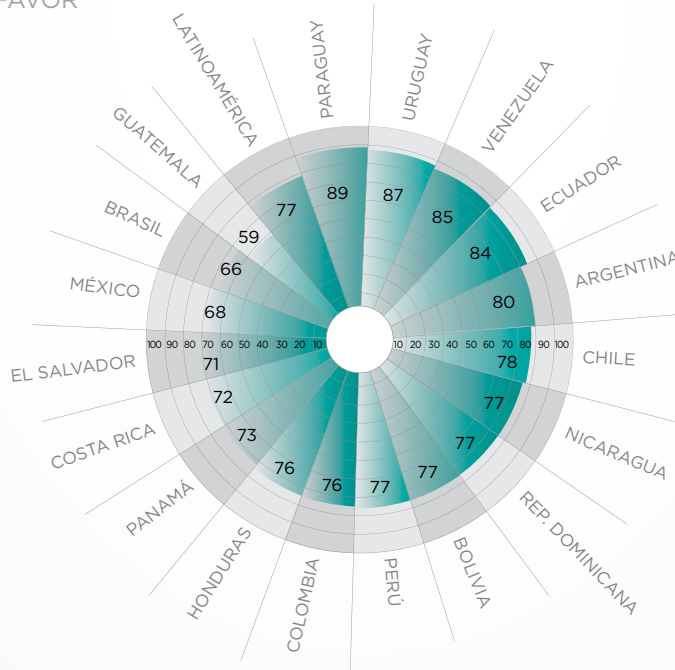 FAVOR
PARAGUAY
89
URUGUAY
87
VENEZUELA
85
ECUADOR
84
ARGENTINA
80
CHILE
78
NICARAGUA
77
REP. DOMINICANA
77
BOLIVIA
77
PERÚ
77
COLOMBIA
76
HONDURAS
76
PANAMÁ
73
COSTA RICA
72
EL SALVADOR
71
MÉXICO
68
BRASIL
66
GUATEMALA
59
LATINOAMÉRICA
77
100 90 80 70 60 50 40 30 20 10
10 20 30 40 50 60 70 80 90 100